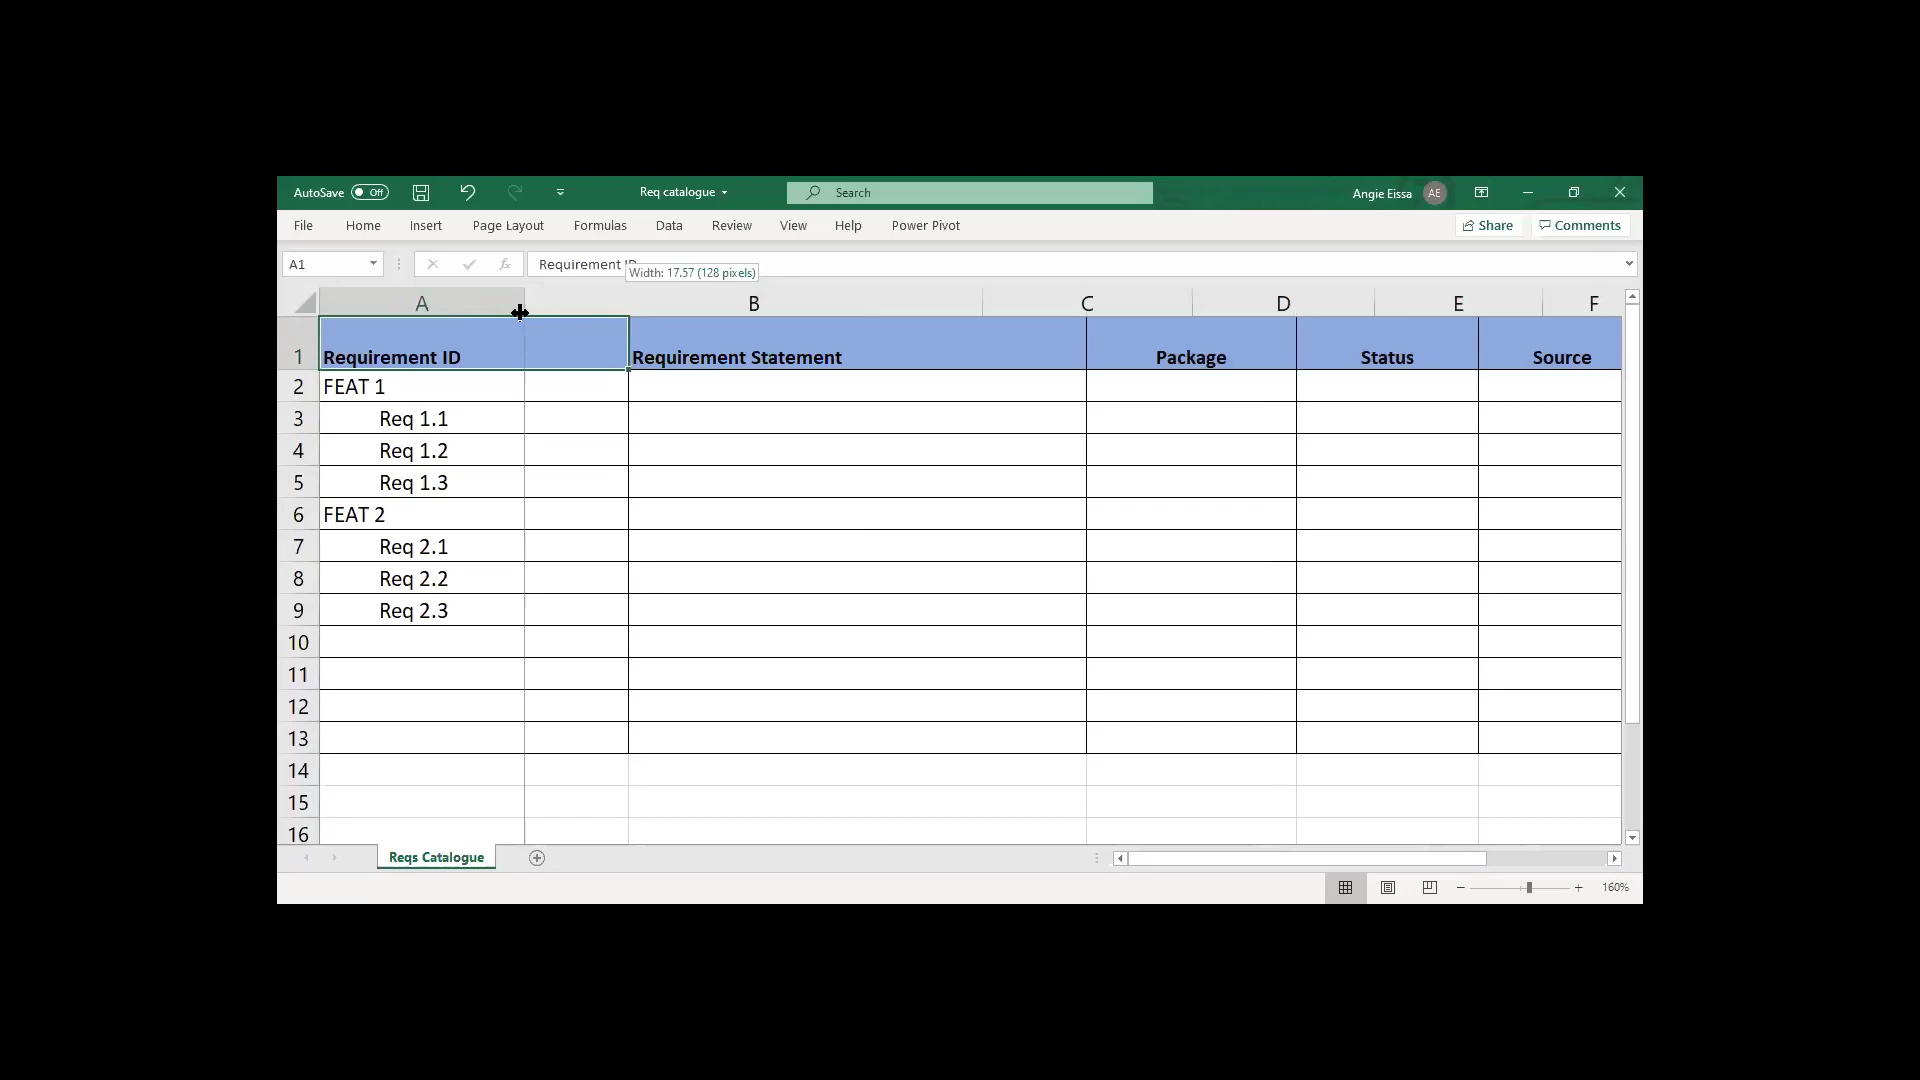 AutoSave Off Req catalogue Search Angie Eissa AE
File Home Insert Page Layout Formulas Data Review View Help Power Pivot Share Comments
A1 fx Requirement ID
Width: 17.57 (128 pixels)
A B C D E F
1 Requirement ID Requirement Statement Package Status Source
2 FEAT 1
3 Req 1.1
4 Req 1.2
5 Req 1.3
6 FEAT 2
7 Req 2.1
8 Req 2.2
9 Req 2.3
10
11
12
13
14
15
16
Reqs Catalogue
160%